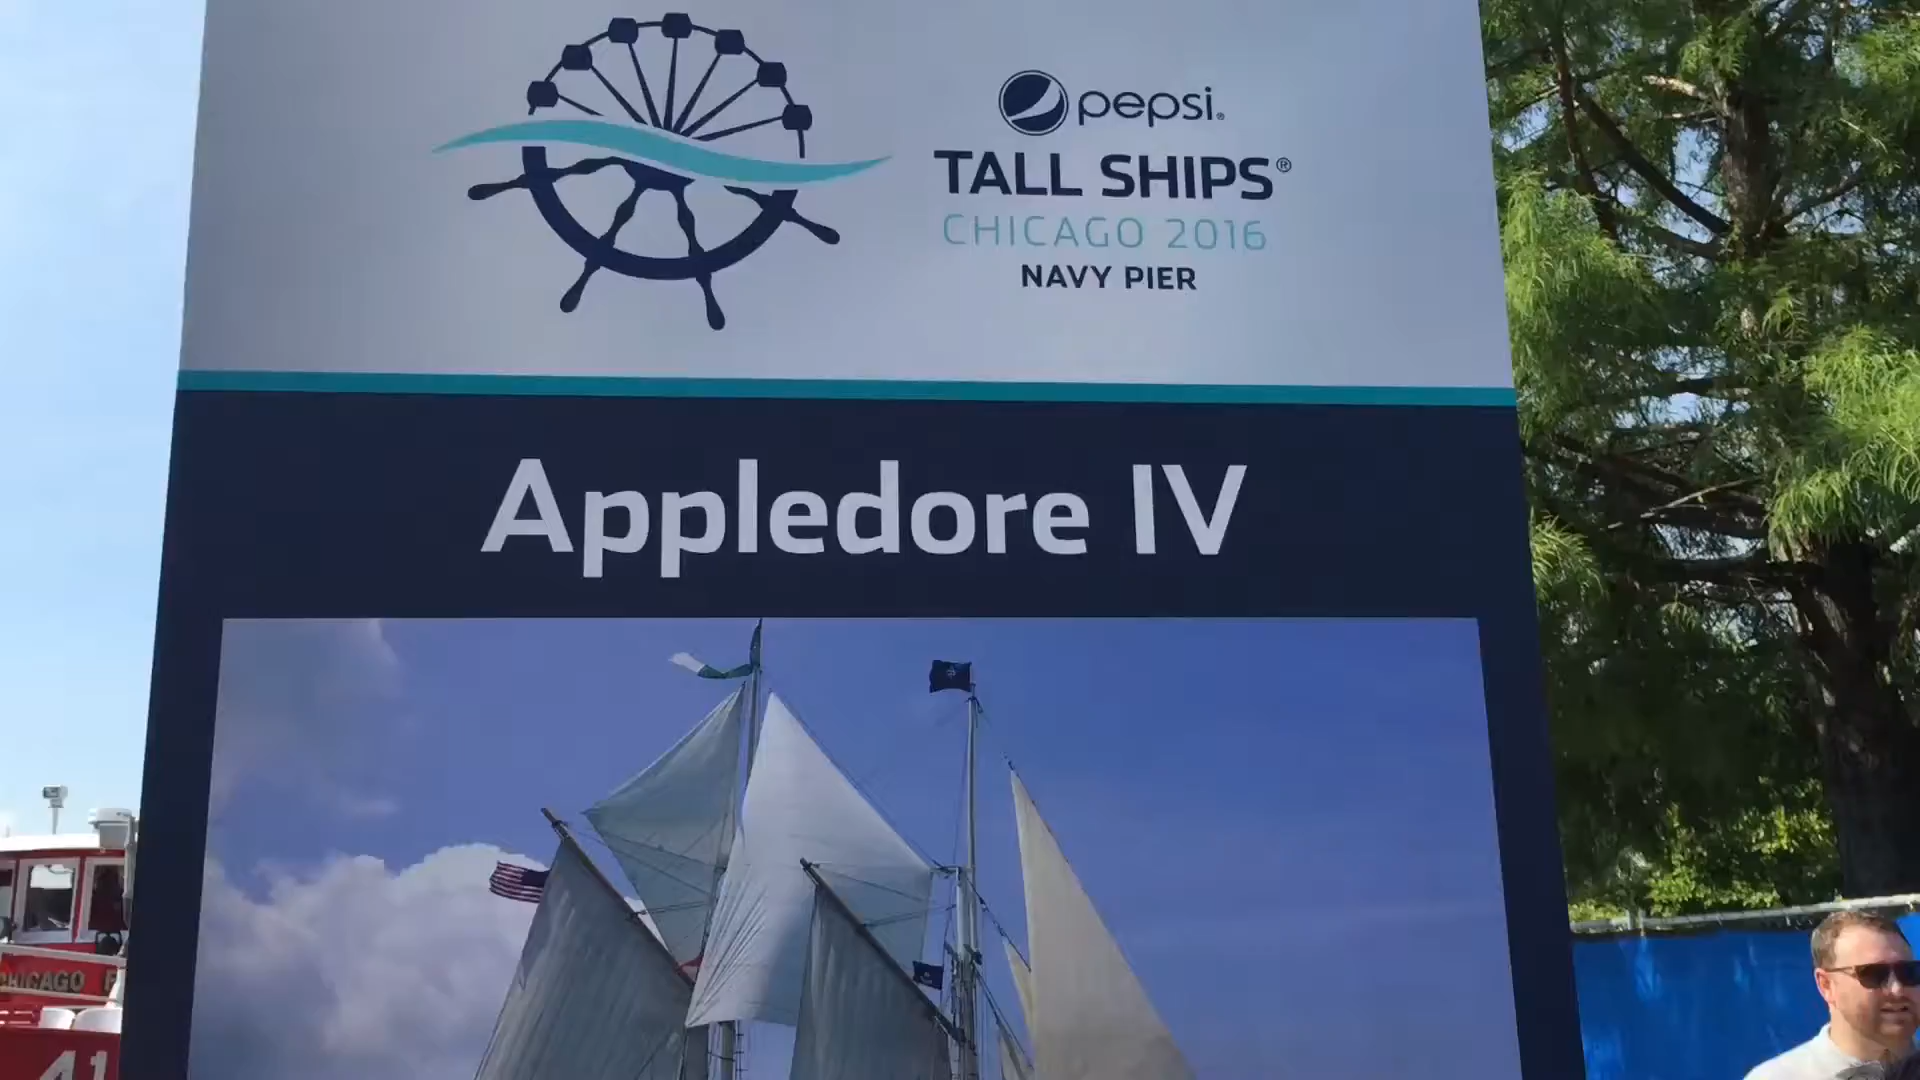 pepsi.
TALL SHIPS®
CHICAGO 2016
NAVY PIER
Appledore IV
CHICAGO F
41